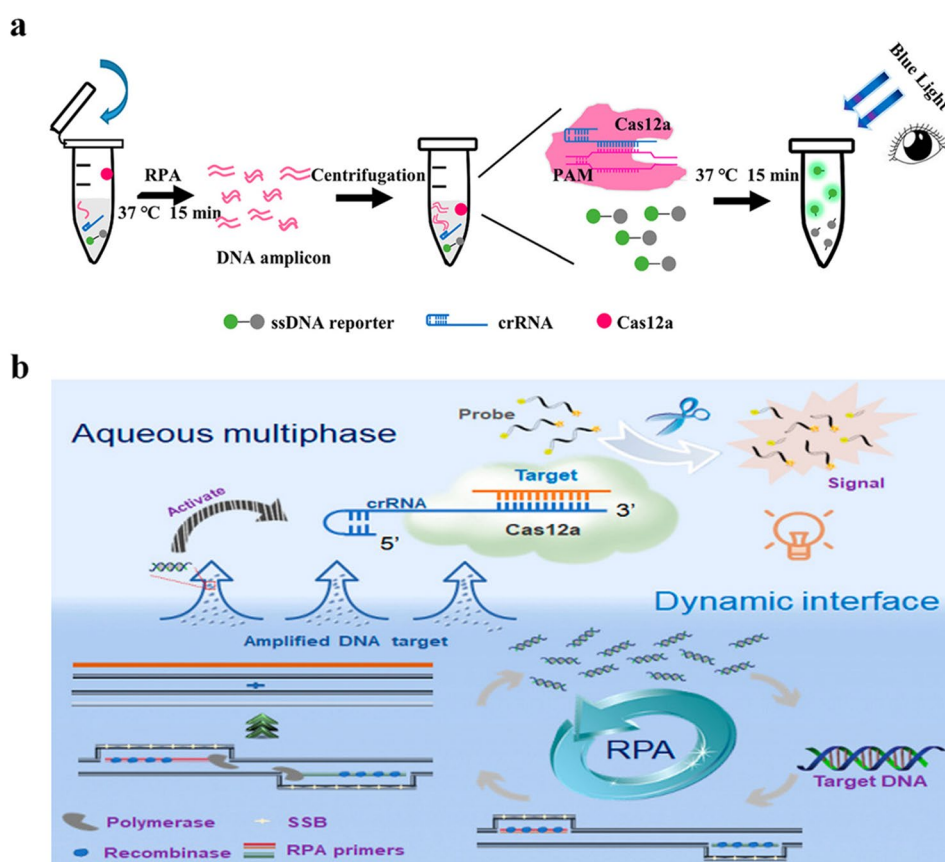 a
Blue Light
RPA
37 °C 15 min
DNA amplicon
Centrifugation
Cas12a
PAM
37 °C 15 min
ssDNA reporter
crRNA
Cas12a
b
Aqueous multiphase
Probe
Signal
Activate
Target
crRNA
3’
5’
Cas12a
Dynamic interface
Amplified DNA target
RPA
Target DNA
Polymerase
SSB
Recombinase
RPA primers